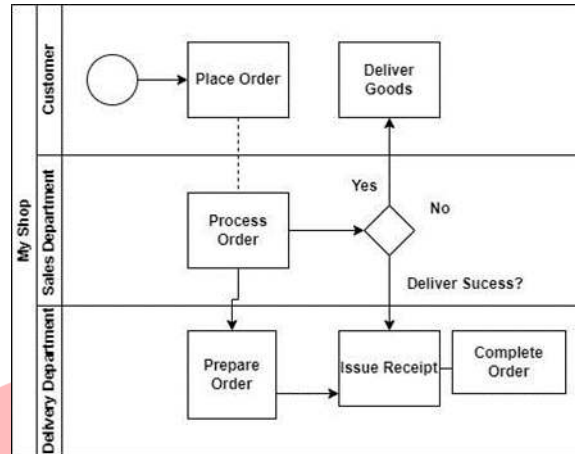 My Shop
Customer
Place Order
Deliver
Goods
Sales Department
Process
Order
Yes
No
Deliver Sucess?
Delivery Department
Prepare
Order
Issue Receipt
Complete
Order